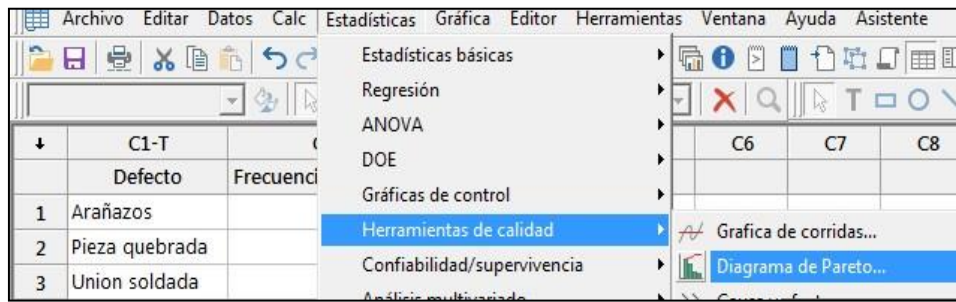 Archivo Editar Datos Calc Estadísticas Gráfica Editor Herramientas Ventana Ayuda Asistente
Estadísticas básicas
Regresión
ANOVA
DOE
Gráficas de control
Herramientas de calidad
Confiabilidad/supervivencia
Análisis multivariado
Grafica de corridas...
Diagrama de Pareto...
C1-T C6 C7 C8
Defecto Frecuenci
1 Arañazos
2 Pieza quebrada
3 Union soldada